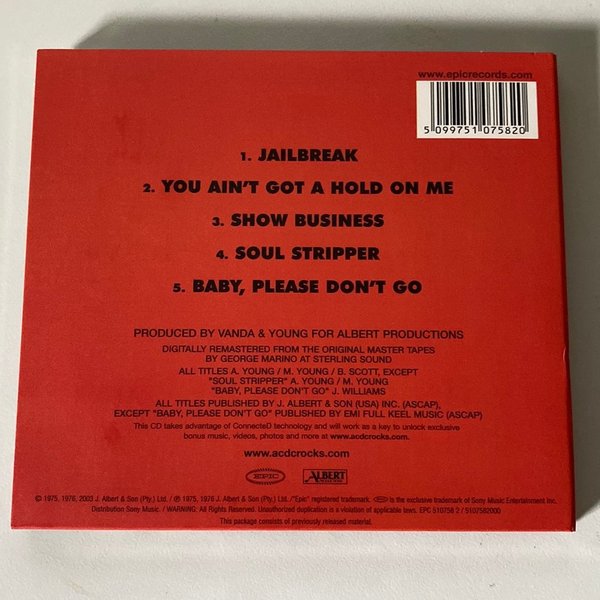 www.epicrecords.com
5 099751 075820
1. JAILBREAK
2. YOU AIN'T GOT A HOLD ON ME
3. SHOW BUSINESS
4. SOUL STRIPPER
5. BABY, PLEASE DON'T GO
PRODUCED BY VANDA & YOUNG FOR ALBERT PRODUCTIONS
DIGITALLY REMASTERED FROM THE ORIGINAL MASTER TAPES
BY GEORGE MARINO AT STERLING SOUND
ALL TITLES A. YOUNG / M. YOUNG / B. SCOTT, EXCEPT
"SOUL STRIPPER" A. YOUNG / M. YOUNG
"BABY, PLEASE DON'T GO" J. WILLIAMS
ALL TITLES PUBLISHED BY J. ALBERT & SON (USA) INC. (ASCAP),
EXCEPT "BABY, PLEASE DON'T GO" PUBLISHED BY EMI FULL KEEL MUSIC (ASCAP)
This CD takes advantage of ConnecteD technology and will work as a key to unlock exclusive
bonus music, videos, photos and more at www.acdcrocks.com.
www.acdcrocks.com
EPIC ALBERT PRODUCTIONS
© 1975, 1976, 2003 J. Albert & Son (Pty.) Ltd. / ℗ 1975, 1976 J. Albert & Son (Pty.) Ltd./"Epic" registered trademark. EPIC is the exclusive trademark of Sony Music Entertainment Inc.
Distribution Sony Music. / WARNING: All Rights Reserved. Unauthorized duplication is a violation of applicable laws. EPC 510758 2 / 5107582000
This package consists of previously released material.